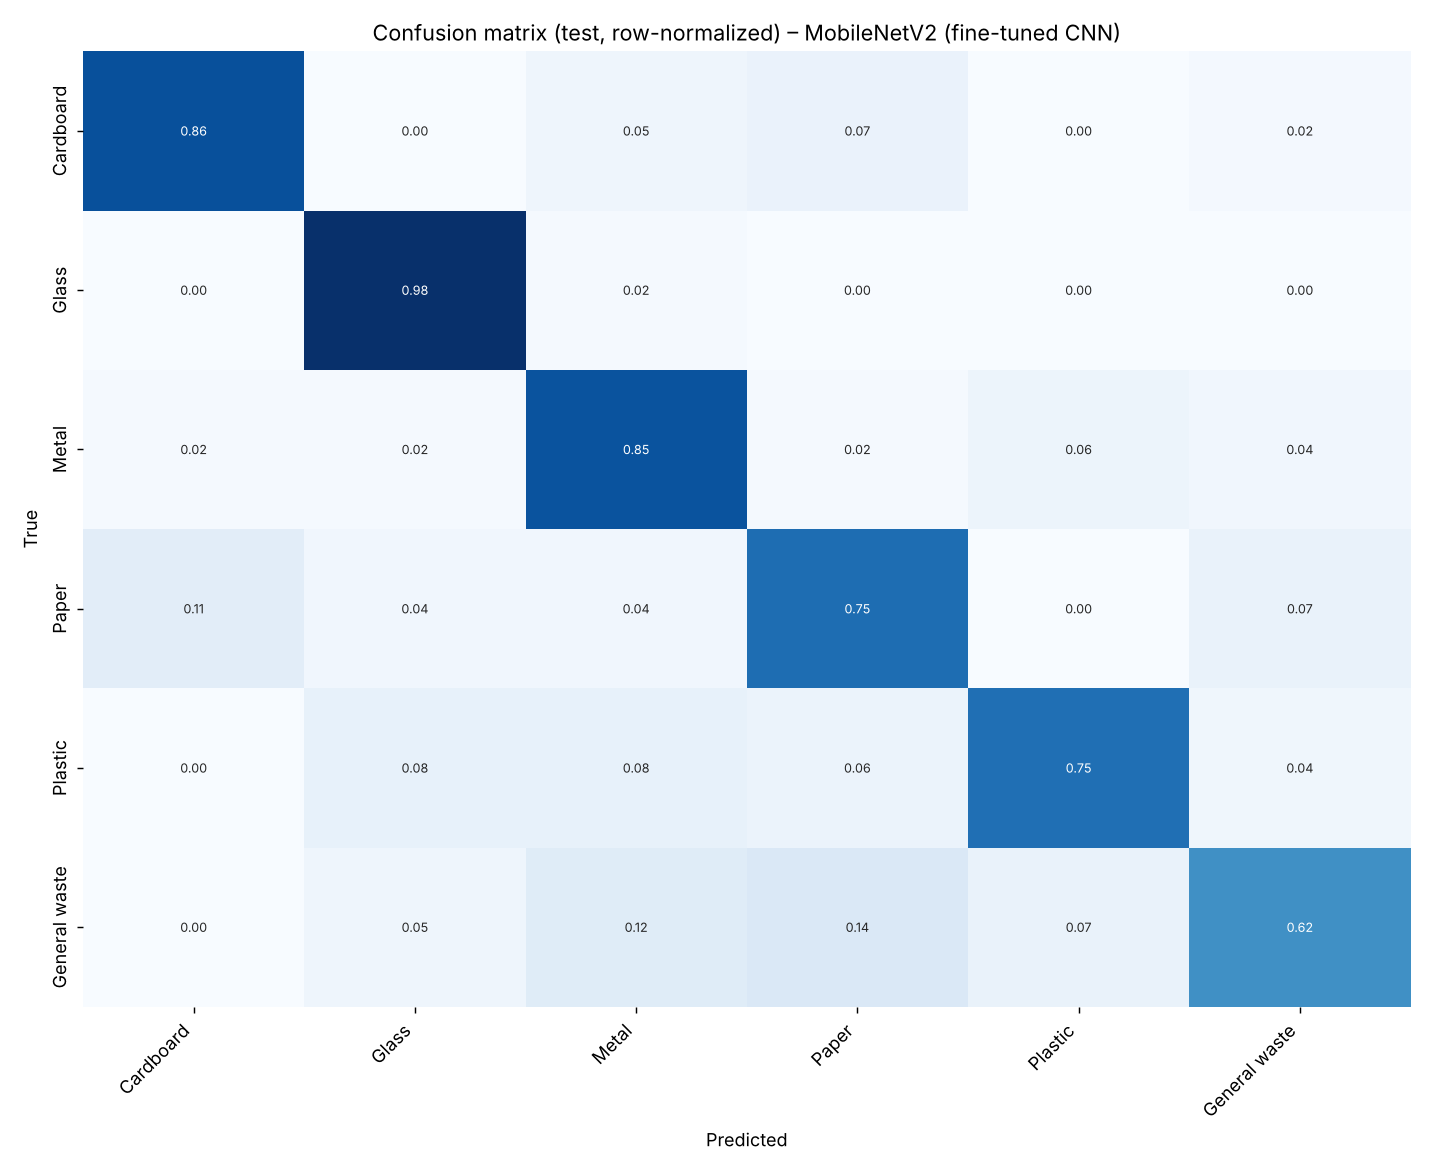 Confusion matrix (test, row-normalized) – MobileNetV2 (fine-tuned CNN)
True
Cardboard 0.86 0.00 0.05 0.07 0.00 0.02
Glass 0.00 0.98 0.02 0.00 0.00 0.00
Metal 0.02 0.02 0.85 0.02 0.06 0.04
Paper 0.11 0.04 0.04 0.75 0.00 0.07
Plastic 0.00 0.08 0.08 0.06 0.75 0.04
General waste 0.00 0.05 0.12 0.14 0.07 0.62
Cardboard Glass Metal Paper Plastic General waste
Predicted